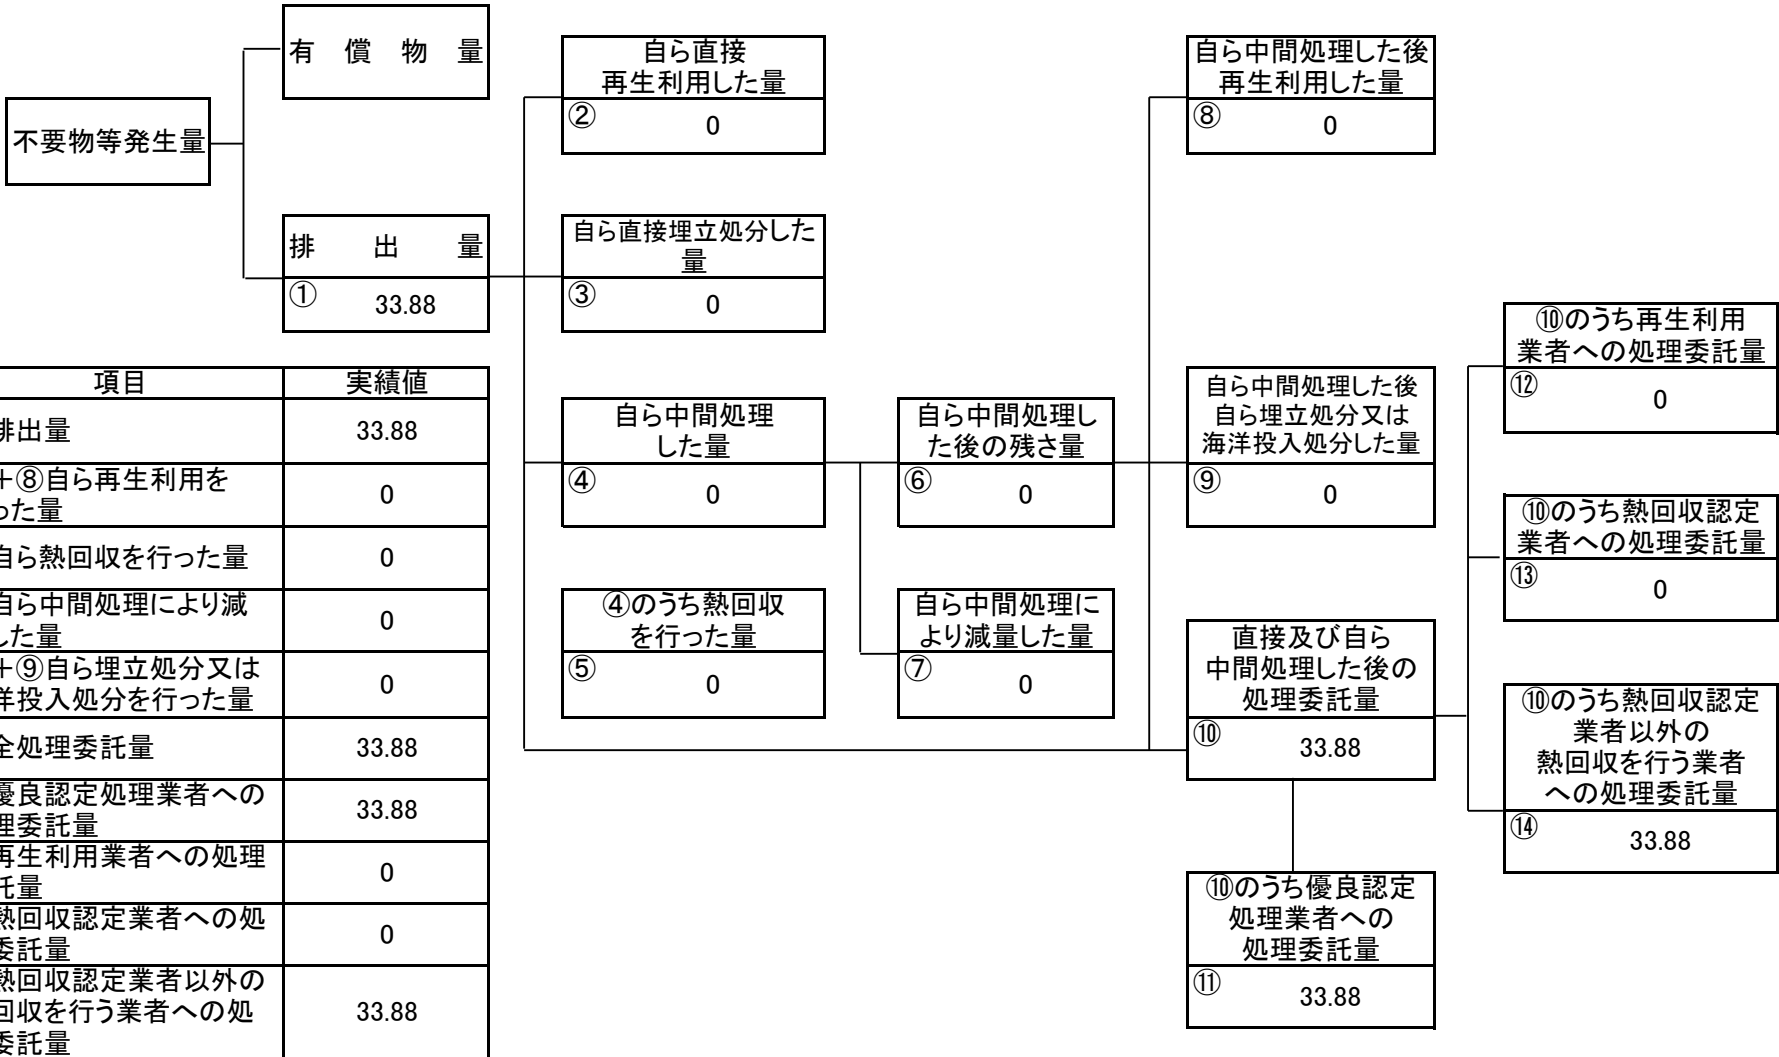 有償物量
不要物等発生量
排出量
①
33.88
自ら直接
再生利用した量
②
0
自ら直接埋立処分した
量
③
0
自ら中間処理
した量
④
0
④のうち熱回収
を行った量
⑤
0
自ら中間処理し
た後の残さ量
⑥
0
自ら中間処理に
より減量した量
⑦
0
自ら中間処理した後
再生利用した量
⑧
0
自ら中間処理した後
自ら埋立処分又は
海洋投入処分した量
⑨
0
直接及び自ら
中間処理した後の
処理委託量
⑩
33.88
⑩のうち優良認定
処理業者への
処理委託量
⑪
33.88
⑩のうち再生利用
業者への処理委託量
⑫
0
⑩のうち熱回収認定
業者への処理委託量
⑬
0
⑩のうち熱回収認定
業者以外の
熱回収を行う業者
への処理委託量
⑭
33.88
項目
実績値
排出量
33.88
+⑧自ら再生利用を
った量
0
自ら熱回収を行った量
0
自ら中間処理により減
した量
0
+⑨自ら埋立処分又は
洋投入処分を行った量
0
全処理委託量
33.88
優良認定処理業者への
理委託量
33.88
再生利用業者への処理
託量
0
熱回収認定業者への処
委託量
0
熱回収認定業者以外の
回収を行う業者への処
委託量
33.88